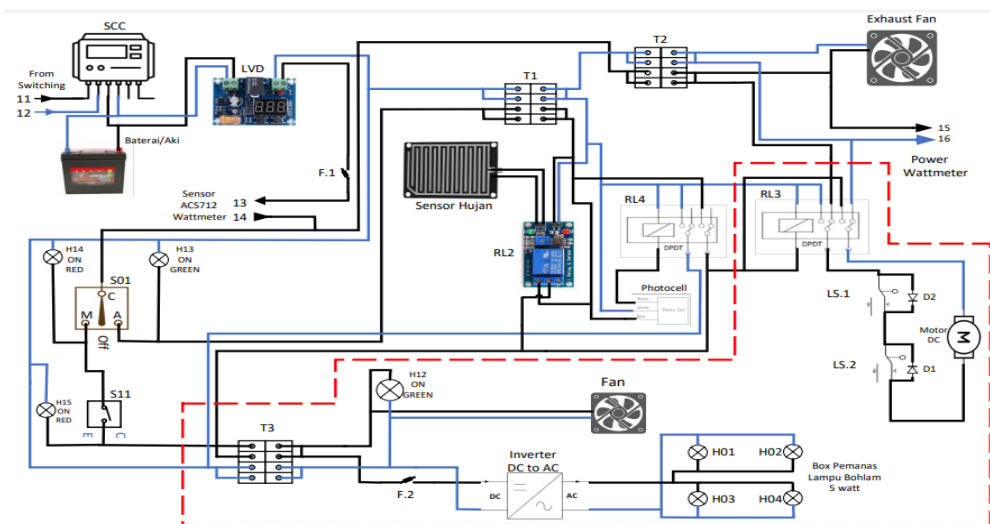 SCC
From
Switching
11
12
Baterai/Aki
LVD
F.1
Sensor
ACS712
Wattmeter
13
14
T1
T2
Exhaust Fan
15
16
Power
Wattmeter
Sensor Hujan
RL2
RL4
DPDT
RL3
DPDT
Photocell
LS.1
D2
LS.2
D1
Motor
DC
M
H14
ON
RED
H13
ON
GREEN
S01
C
M
A
Off
S11
E
C
H15
ON
RED
T3
H12
ON
GREEN
Fan
F.2
Inverter
DC to AC
DC
AC
H01
H02
H03
H04
Box Pemanas
Lampu Bohlam
5 watt